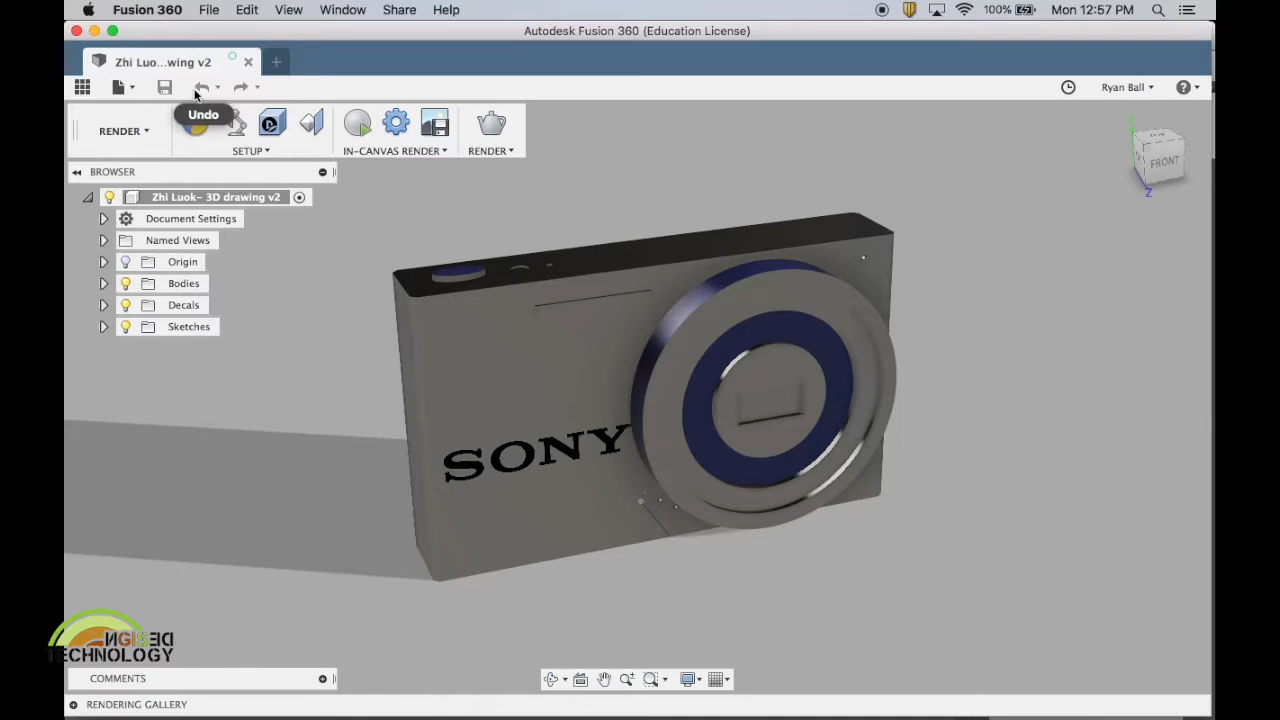 Fusion 360 File Edit View Window Share Help 100% Mon 12:57 PM
Autodesk Fusion 360 (Education License)
Zhi Luo...wing v2
Ryan Ball
Undo
RENDER SETUP IN-CANVAS RENDER RENDER
BROWSER
FRONT
Zhi Luok- 3D drawing v2
Document Settings
Named Views
Origin
Bodies
Decals
Sketches
SONY
DESIGN
TECHNOLOGY
COMMENTS
RENDERING GALLERY